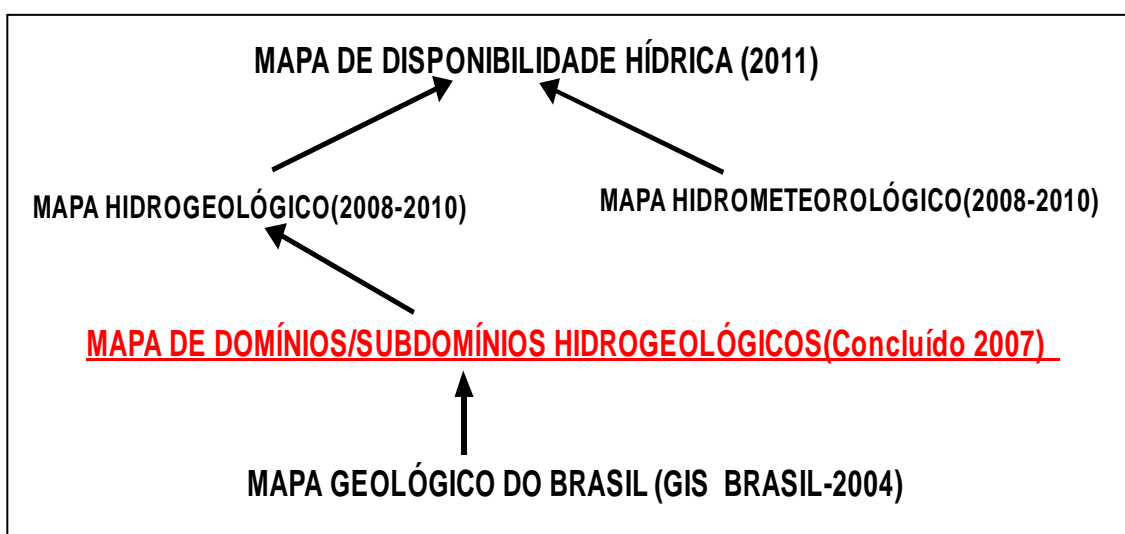 MAPA DE DISPONIBILIDADE HÍDRICA (2011)
MAPA HIDROGEOLÓGICO(2008-2010)
MAPA HIDROMETEOROLÓGICO(2008-2010)
MAPA DE DOMÍNIOS/SUBDOMÍNIOS HIDROGEOLÓGICOS(Concluído 2007)
MAPA GEOLÓGICO DO BRASIL (GIS BRASIL-2004)